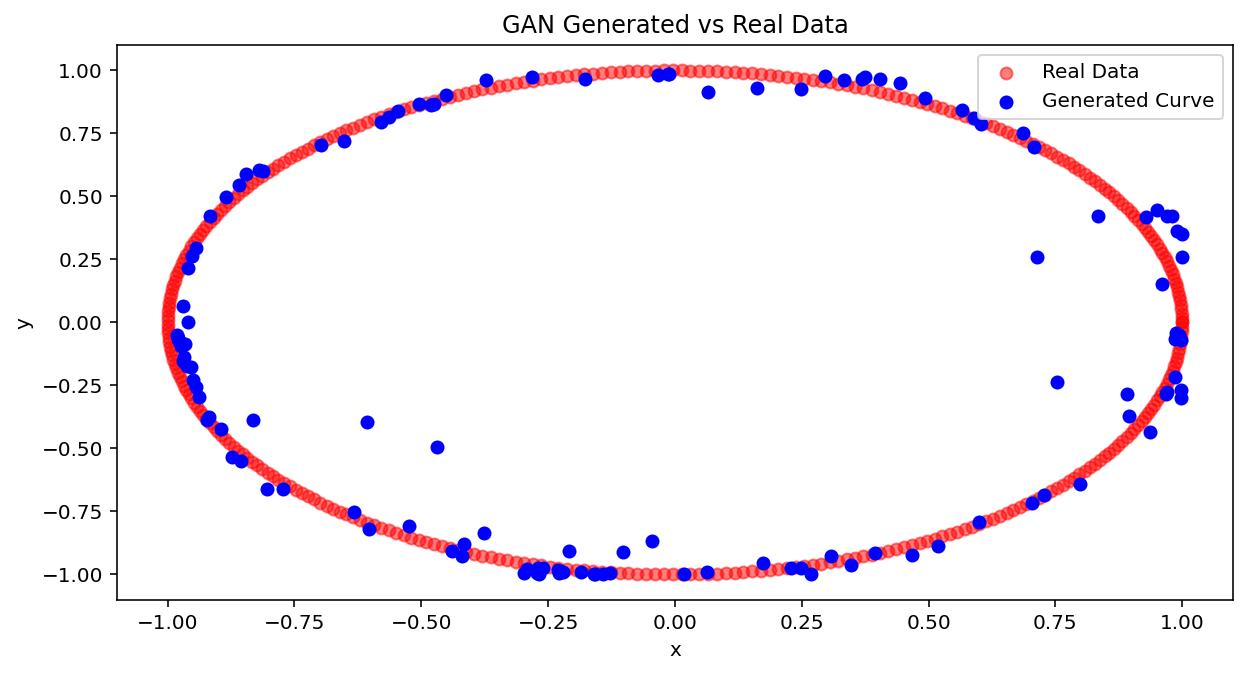 GAN Generated vs Real Data
1.00
0.75
0.50
0.25
0.00
−0.25
−0.50
−0.75
−1.00
y
Real Data
Generated Curve
−1.00 −0.75 −0.50 −0.25 0.00 0.25 0.50 0.75 1.00
x